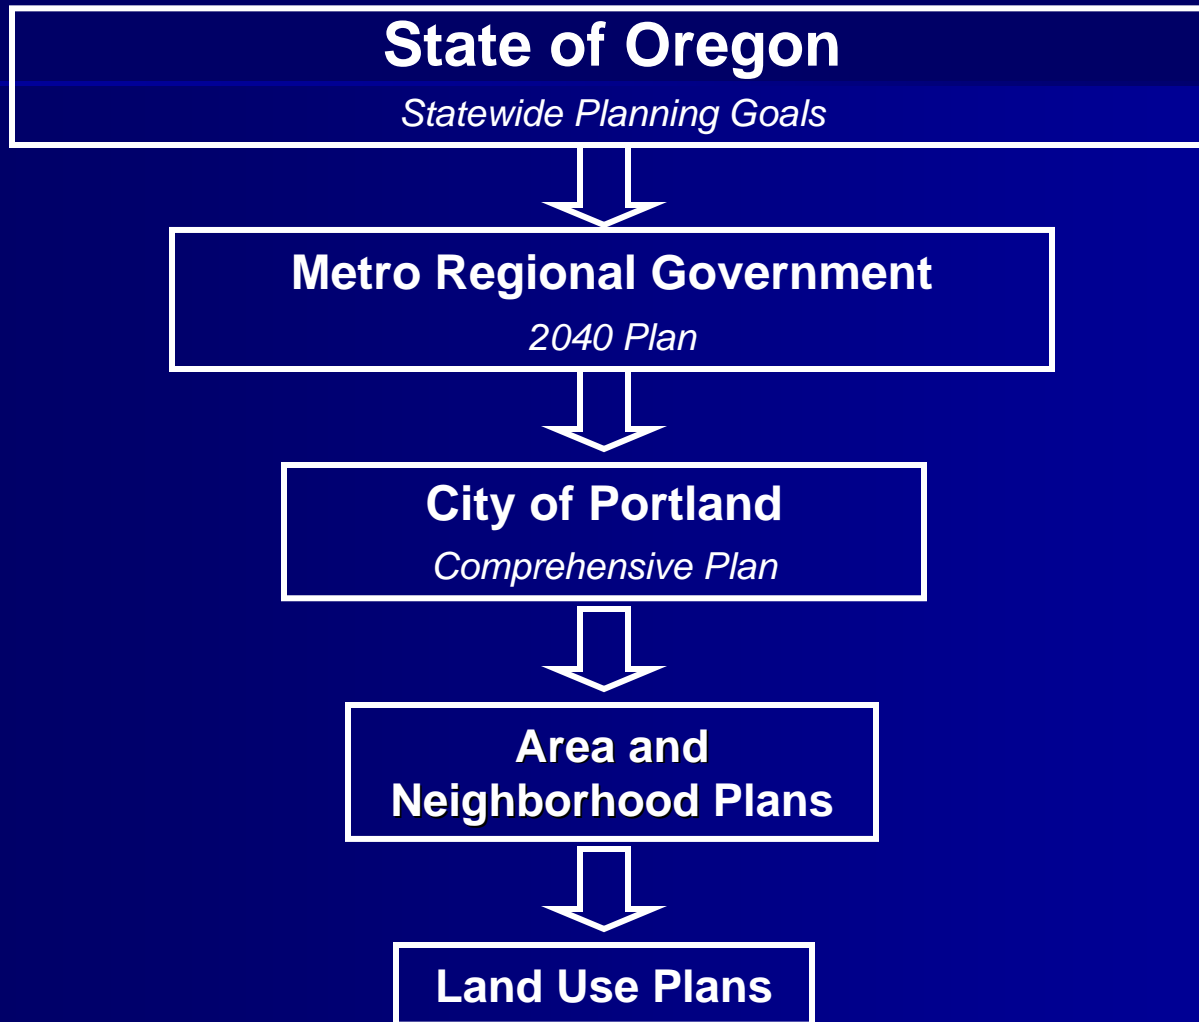 State of Oregon
Statewide Planning Goals
Metro Regional Government
2040 Plan
City of Portland
Comprehensive Plan
Area and
Neighborhood Plans
Land Use Plans